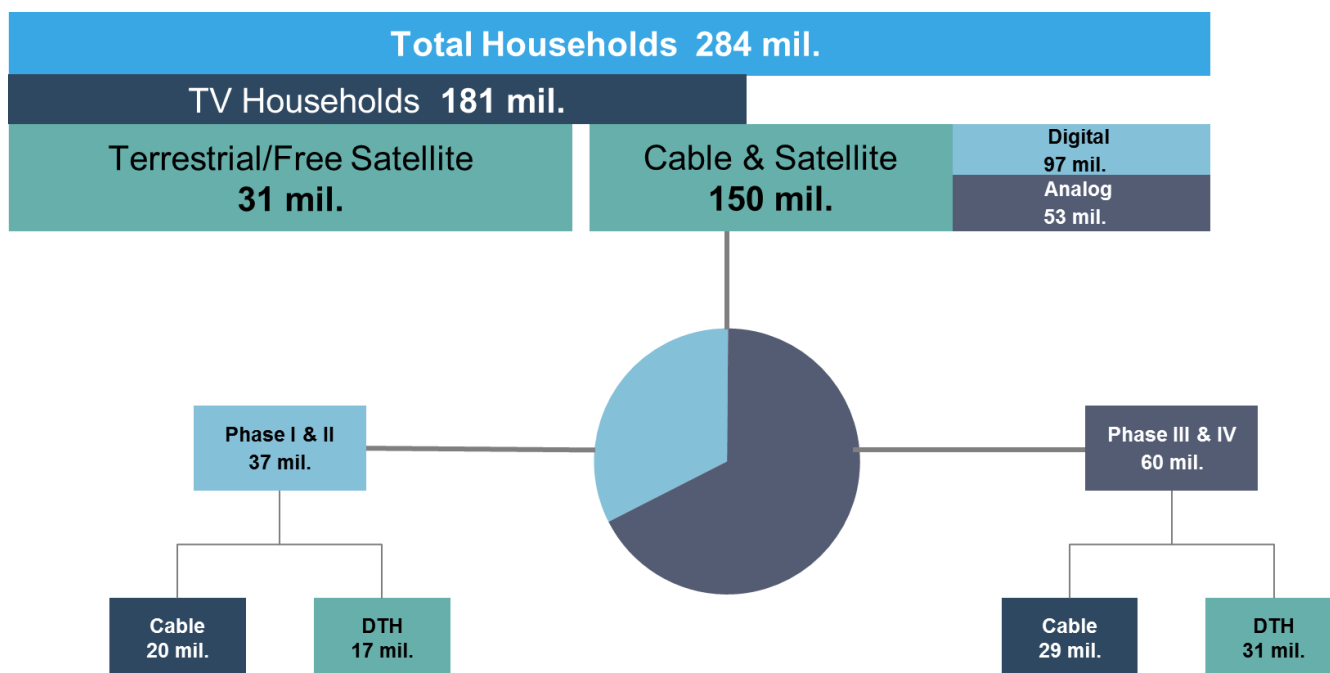 Total Households 284 mil.
TV Households 181 mil.
Terrestrial/Free Satellite
31 mil.
Cable & Satellite
150 mil.
Digital
97 mil.
Analog
53 mil.
Phase I & II
37 mil.
Phase III & IV
60 mil.
Cable
20 mil.
DTH
17 mil.
Cable
29 mil.
DTH
31 mil.